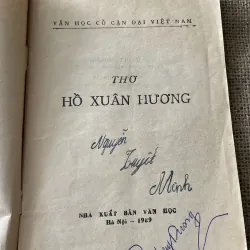 VĂN HỌC CỔ CẬN ĐẠI VIỆT NAM
THƠ
HỒ XUÂN HƯƠNG
Nguyễn
Tuyết
Minh
NHÀ XUẤT BẢN VĂN HỌC
Hà Nội — 1989